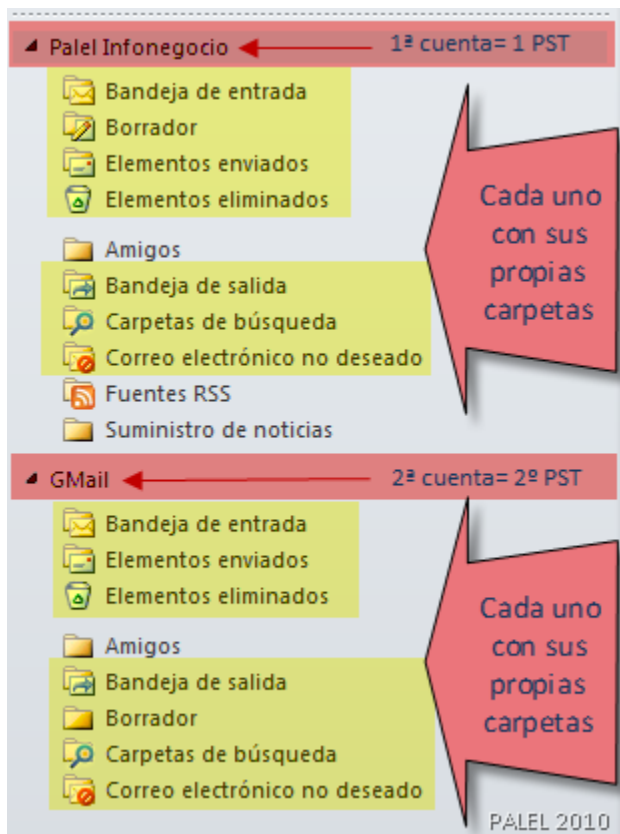 Palel Infonegocio 1ª cuenta= 1 PST
Bandeja de entrada
Borrador
Elementos enviados
Elementos eliminados
Amigos
Bandeja de salida
Carpetas de búsqueda
Correo electrónico no deseado
Fuentes RSS
Suministro de noticias
Cada uno
con sus
propias
carpetas
GMail 2ª cuenta= 2º PST
Bandeja de entrada
Elementos enviados
Elementos eliminados
Amigos
Bandeja de salida
Borrador
Carpetas de búsqueda
Correo electrónico no deseado
Cada uno
con sus
propias
carpetas
PALEL 2010